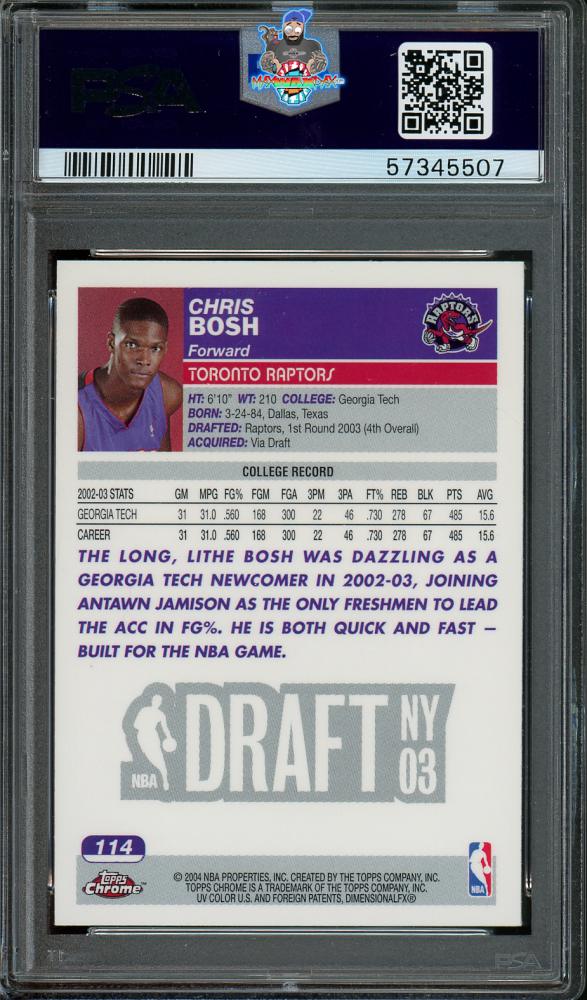 PSA
57345507
CHRIS
BOSH
RAPTORS
Forward
TORONTO RAPTORS
HT: 6'10" WT: 210 COLLEGE: Georgia Tech
BORN: 3-24-84, Dallas, Texas
DRAFTED: Raptors, 1st Round 2003 (4th Overall)
ACQUIRED: Via Draft
COLLEGE RECORD
2002-03 STATS GM MPG FG% FGM FGA 3PM 3PA FT% REB BLK PTS AVG
GEORGIA TECH 31 31.0 .560 168 300 22 46 .730 278 67 485 15.6
CAREER 31 31.0 .560 168 300 22 46 .730 278 67 485 15.6
THE LONG, LITHE BOSH WAS DAZZLING AS A
GEORGIA TECH NEWCOMER IN 2002-03, JOINING
ANTAWN JAMISON AS THE ONLY FRESHMEN TO LEAD
THE ACC IN FG%. HE IS BOTH QUICK AND FAST –
BUILT FOR THE NBA GAME.
NBA DRAFT NY
03
114
Topps
Chrome™
© 2004 NBA PROPERTIES, INC. CREATED BY THE TOPPS COMPANY, INC.
TOPPS CHROME IS A TRADEMARK OF THE TOPPS COMPANY, INC.
UV COLOR U.S. AND FOREIGN PATENTS, DIMENSIONALFX®
NBA
PSA